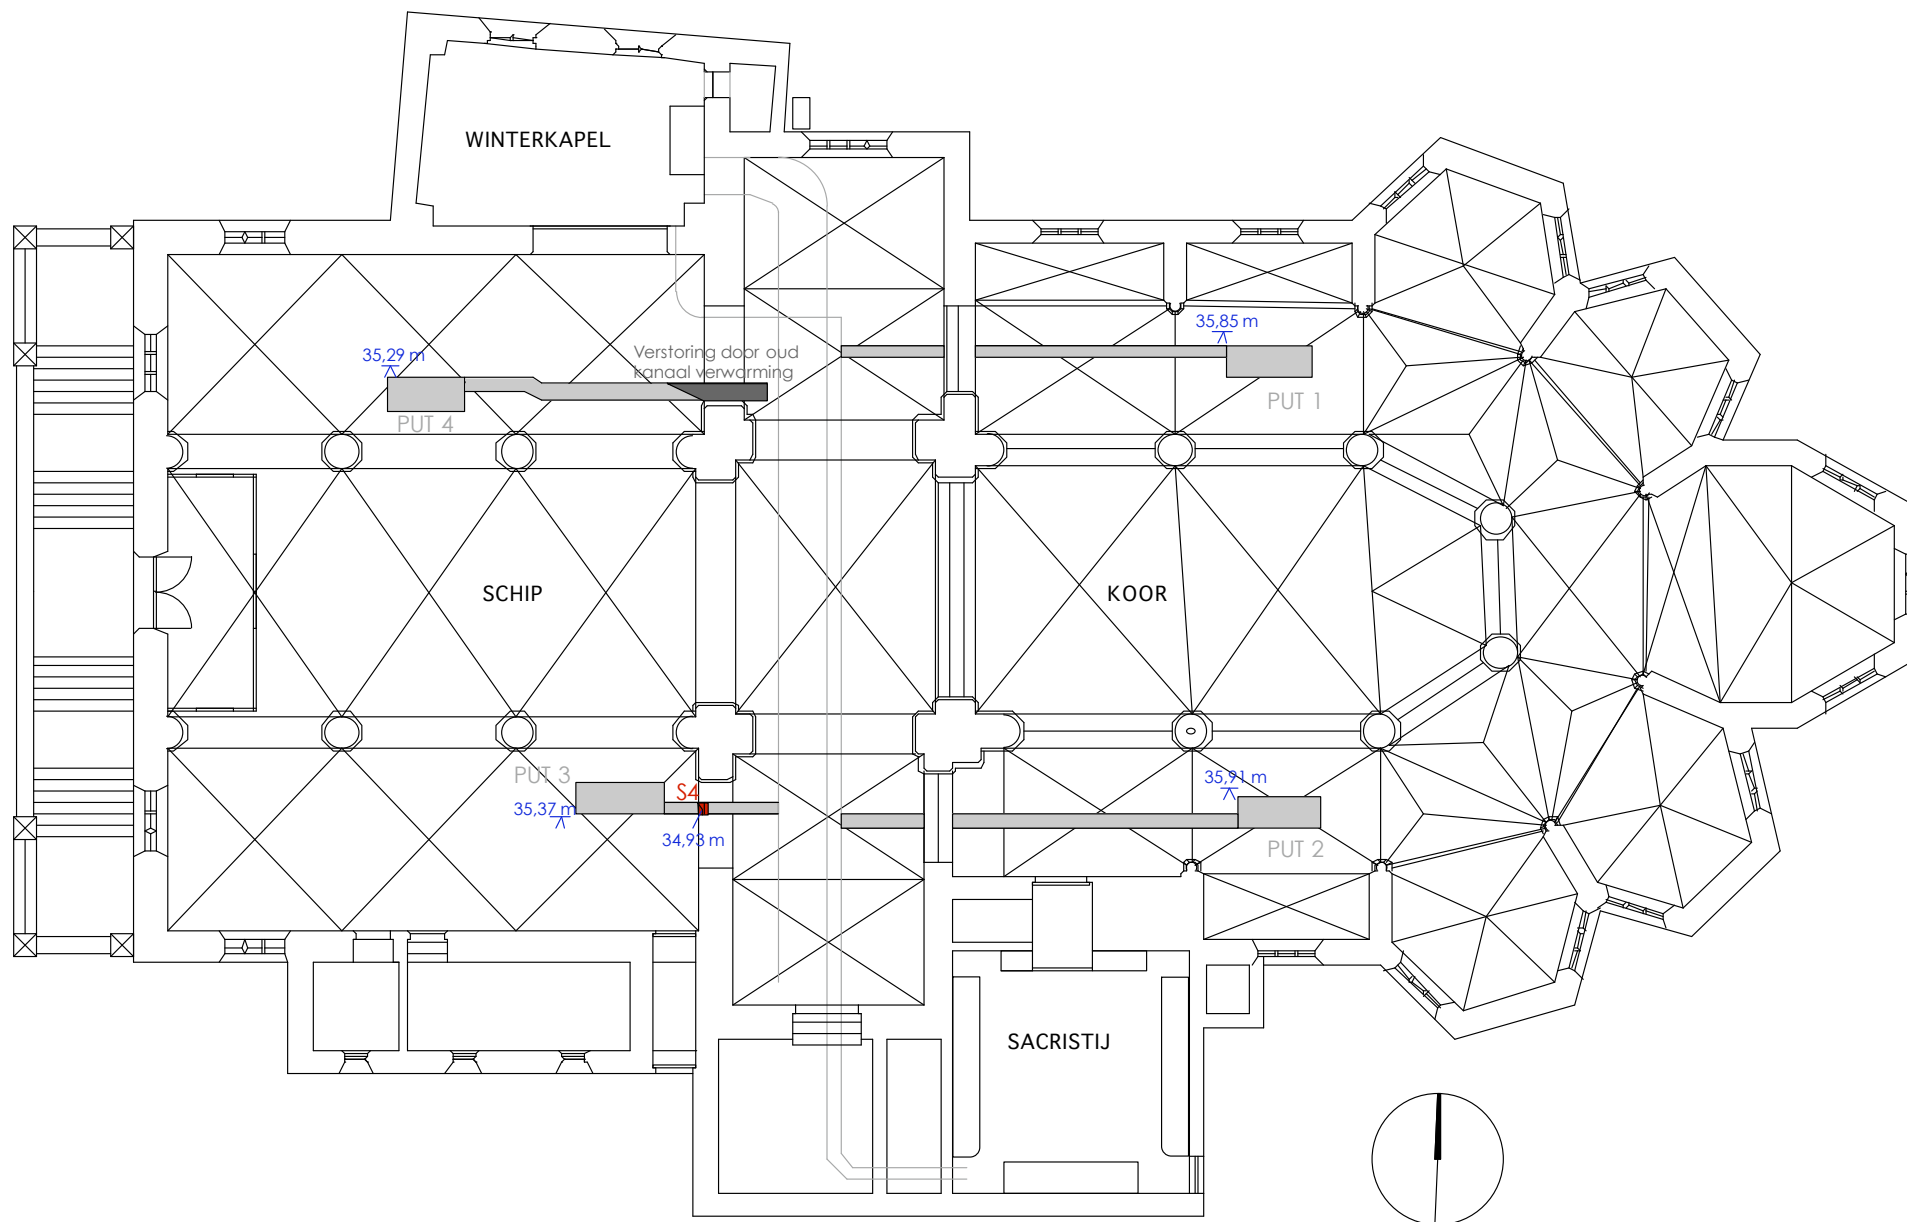 WINTERKAPEL
35,85 m
35,29 m
Verstoring door oud
kanaal verwarming
PUT 1
PUT 4
SCHIP
KOOR
PUT 3
S4
35,91 m
35,37 m
34,93 m
PUT 2
SACRISTIJ